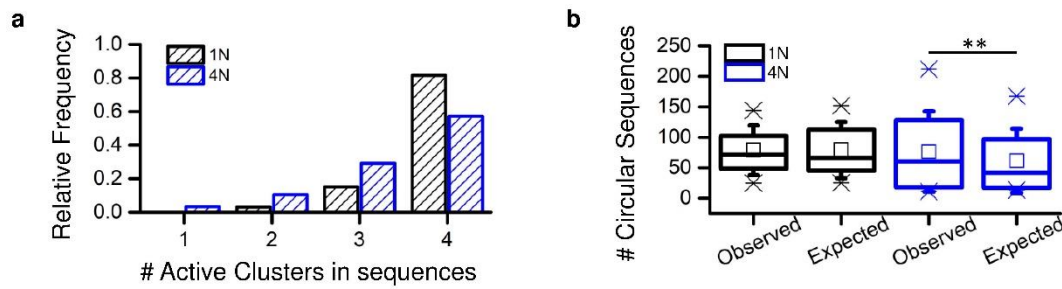 a
Relative Frequency
1.0
0.8
0.6
0.4
0.2
0.0
1N
4N
1 2 3 4
# Active Clusters in sequences
b
# Circular Sequences
250
200
150
100
50
0
1N
4N
**
Observed Expected Observed Expected